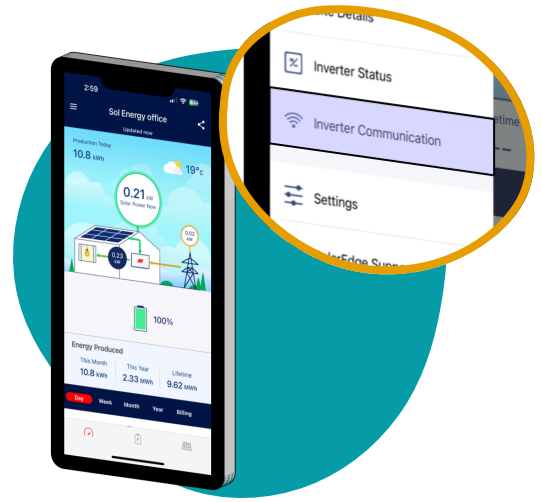 2:59
Sol Energy office
Updated now
Production Today
10.8 kWh
19°c
0.21 kW
Solar Power Now
0.02
kW
0.23
kW
100%
Energy Produced
This Month
10.8 kWh
This Year
2.33 MWh
Lifetime
9.62 MWh
Day
Week
Month
Year
Billing
Details
Inverter Status
Inverter Communication
Settings